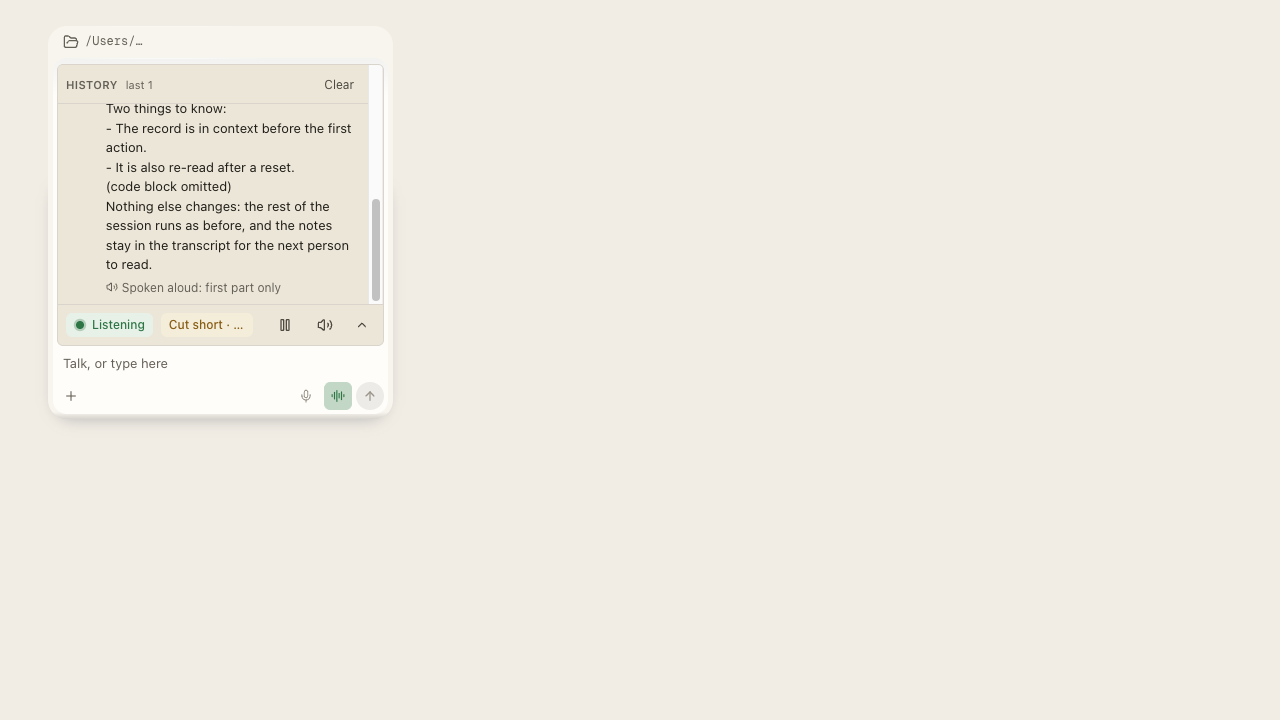 /Users/…
HISTORY last 1 Clear
Two things to know:
- The record is in context before the first
action.
- It is also re-read after a reset.
(code block omitted)
Nothing else changes: the rest of the
session runs as before, and the notes
stay in the transcript for the next person
to read.
Spoken aloud: first part only
Listening Cut short · …
Talk, or type here